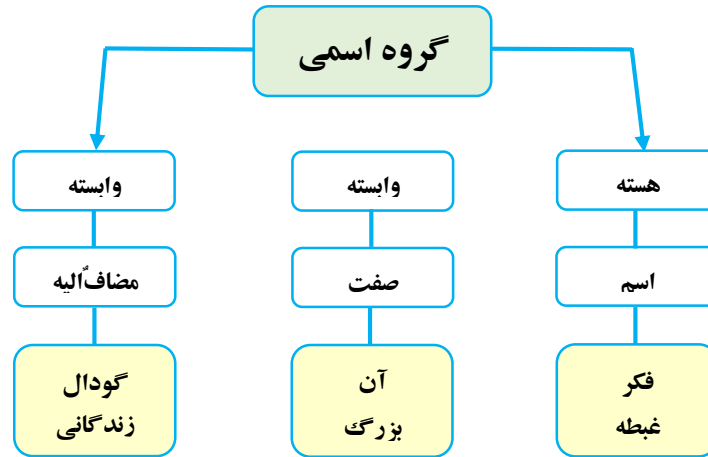 گروه اسمی
هسته
وابسته
وابسته
اسم
صفت
مضافٌ‌الیه
فکر
غبطه
آن
بزرگ
گودال
زندگانی